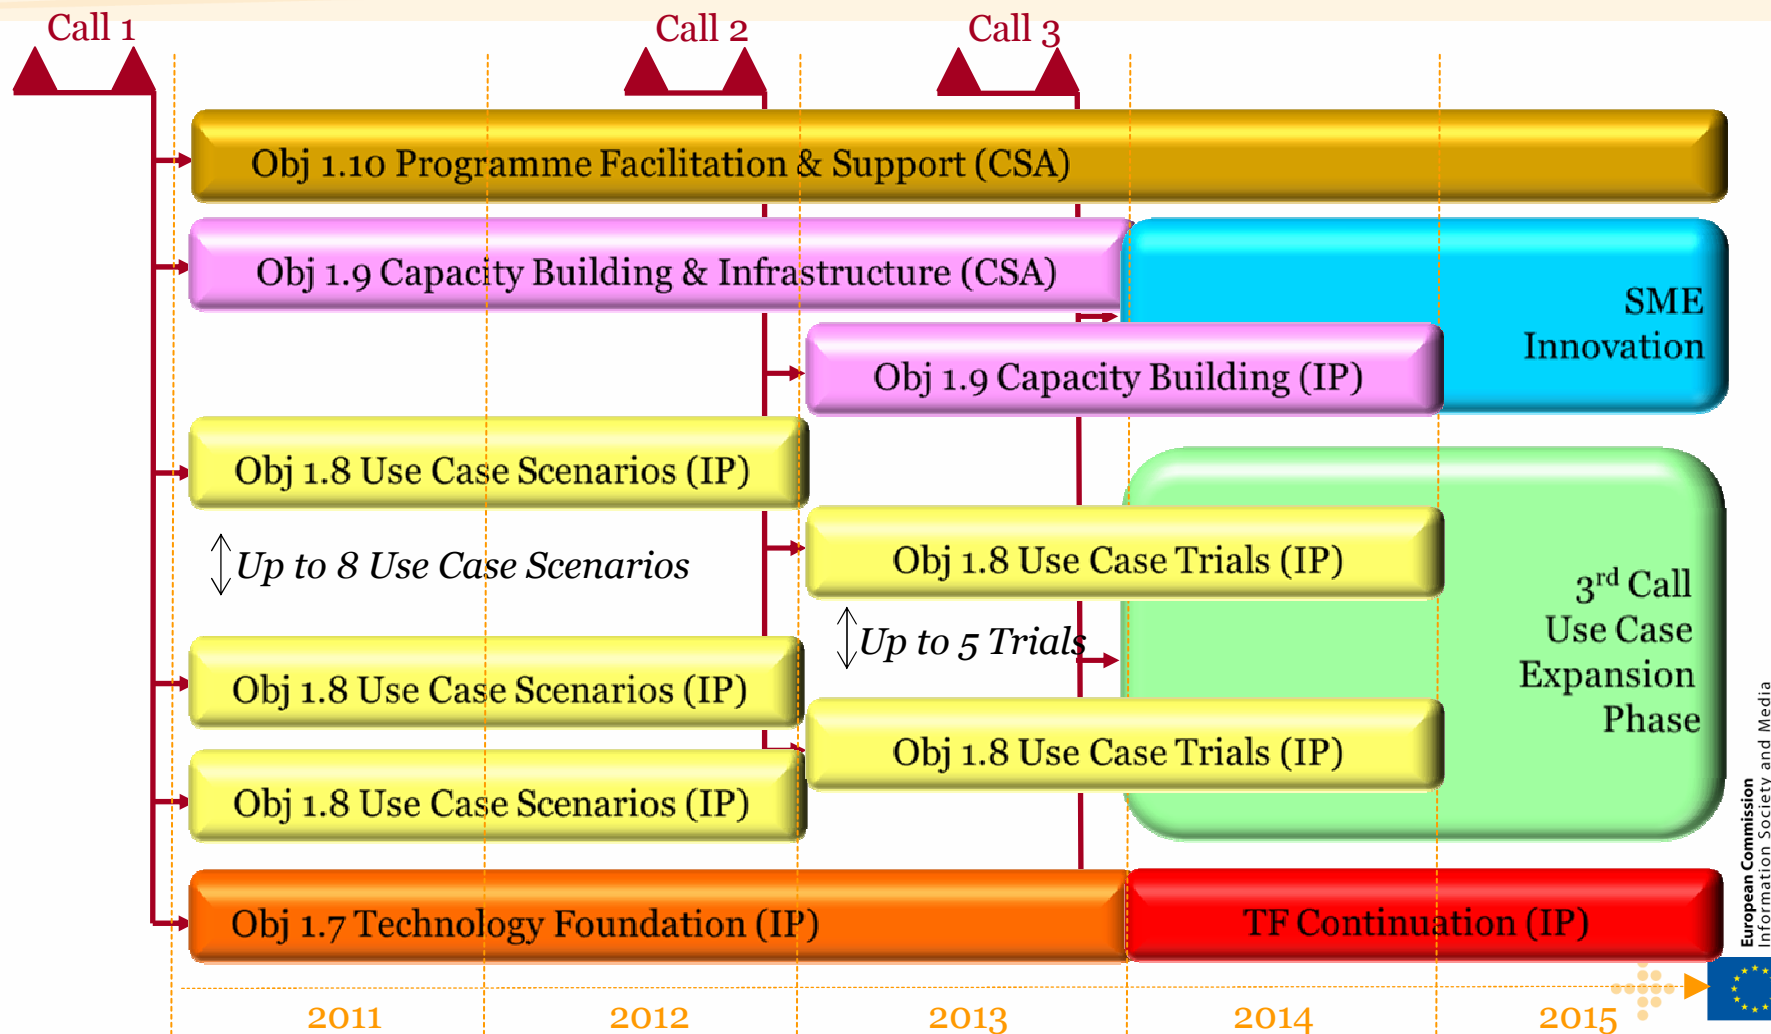 Call 1
Call 2
Call 3
Obj 1.10 Programme Facilitation & Support (CSA)
Obj 1.9 Capacity Building & Infrastructure (CSA)
SME
Innovation
Obj 1.9 Capacity Building (IP)
Obj 1.8 Use Case Scenarios (IP)
Up to 8 Use Case Scenarios
Obj 1.8 Use Case Trials (IP)
Up to 5 Trials
3rd Call
Use Case
Expansion
Phase
Obj 1.8 Use Case Scenarios (IP)
Obj 1.8 Use Case Trials (IP)
Obj 1.8 Use Case Scenarios (IP)
Obj 1.7 Technology Foundation (IP)
TF Continuation (IP)
European Commission
Information Society and Media
2011
2012
2013
2014
2015